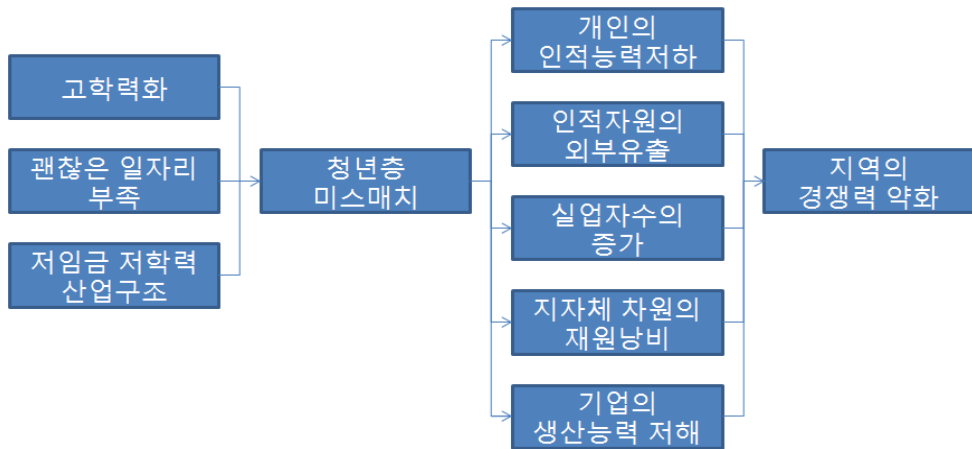 고학력화
괜찮은 일자리
부족
저임금 저학력
산업구조
청년층
미스매치
개인의
인적능력저하
인적자원의
외부유출
실업자수의
증가
지자체 차원의
재원낭비
기업의
생산능력 저해
지역의
경쟁력 약화